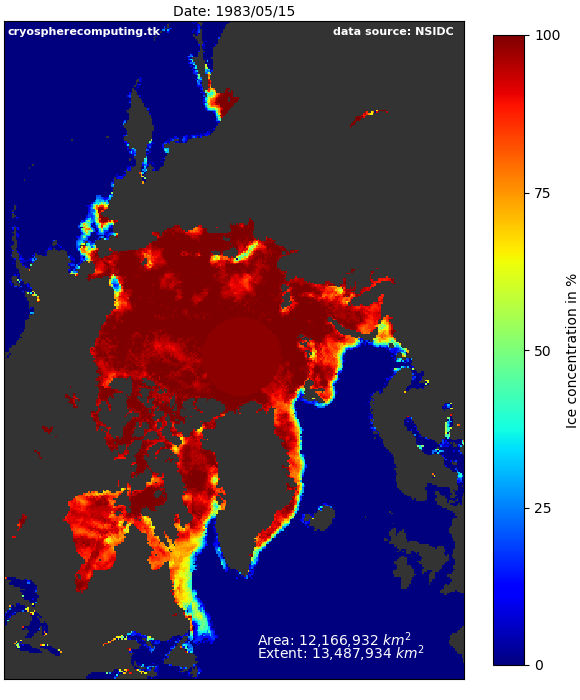 Date: 1983/05/15
cryospherecomputing.tk
data source: NSIDC
100
75
50
25
0
Ice concentration in %
Area: 12,166,932 km²
Extent: 13,487,934 km²